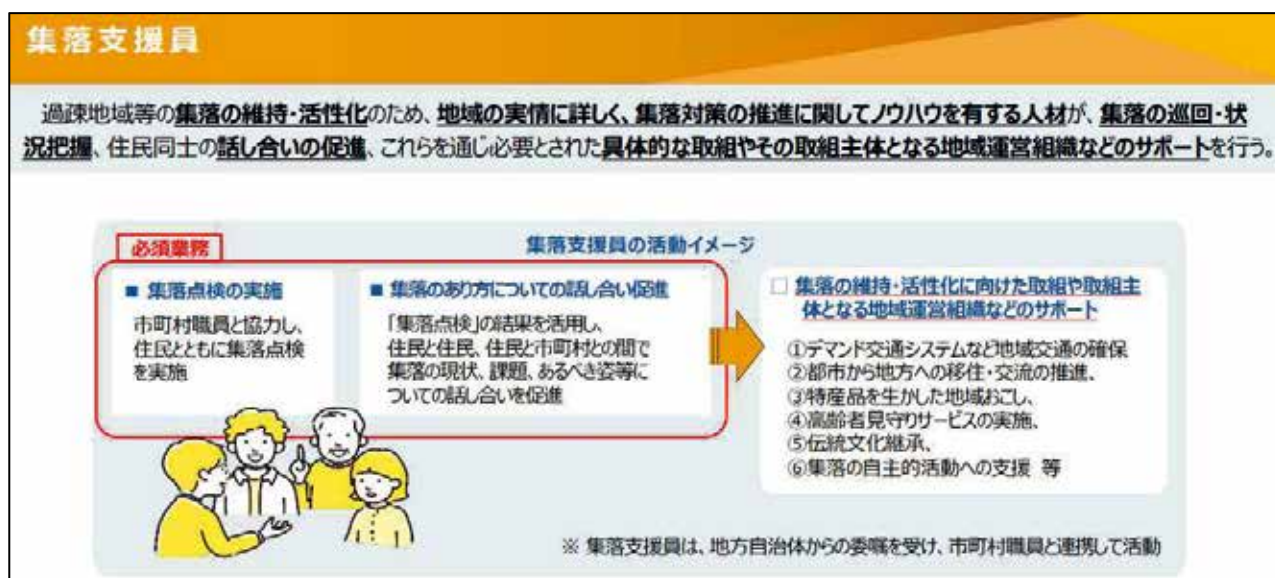 集落支援員
過疎地域等の集落の維持・活性化のため、地域の実情に詳しく、集落対策の推進に関してノウハウを有する人材が、集落の巡回・状
況把握、住民同士の話し合いの促進、これらを通じ必要とされた具体的な取組やその取組主体となる地域運営組織などのサポートを行う。
集落支援員の活動イメージ
必須業務
■ 集落点検の実施
市町村職員と協力し、
住民とともに集落点検
を実施
■ 集落のあり方についての話し合い促進
「集落点検」の結果を活用し、
住民と住民、住民と市町村との間で
集落の現状、課題、あるべき姿等に
ついての話し合いを促進
□ 集落の維持・活性化に向けた取組や取組主
体となる地域運営組織などのサポート
①デマンド交通システムなど地域交通の確保
②都市から地方への移住・交流の推進、
③特産品を生かした地域おこし、
④高齢者見守りサービスの実施、
⑤伝統文化継承、
⑥集落の自主的活動への支援 等
※ 集落支援員は、地方自治体からの委嘱を受け、市町村職員と連携して活動